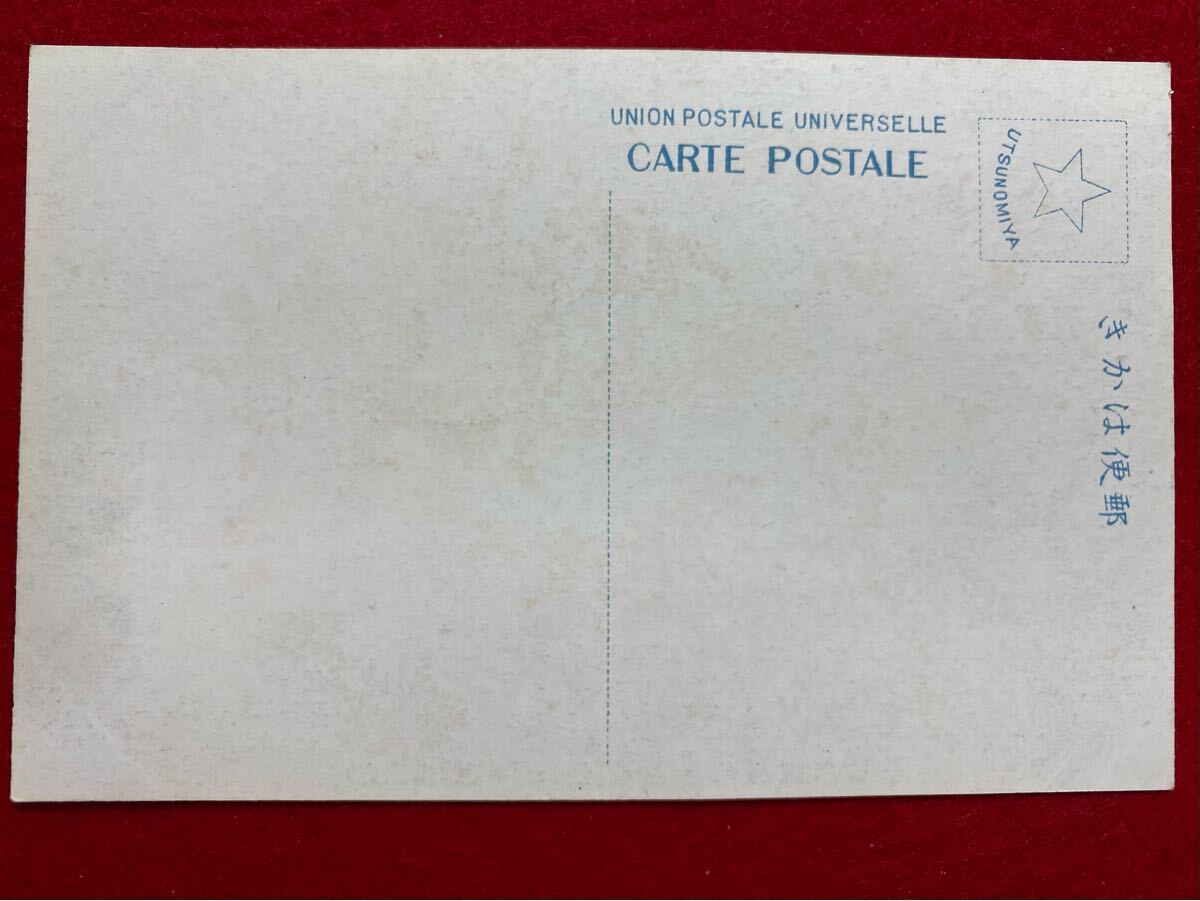 UNION POSTALE UNIVERSELLE
CARTE POSTALE
UTSUNOMIYA
きかは便郵